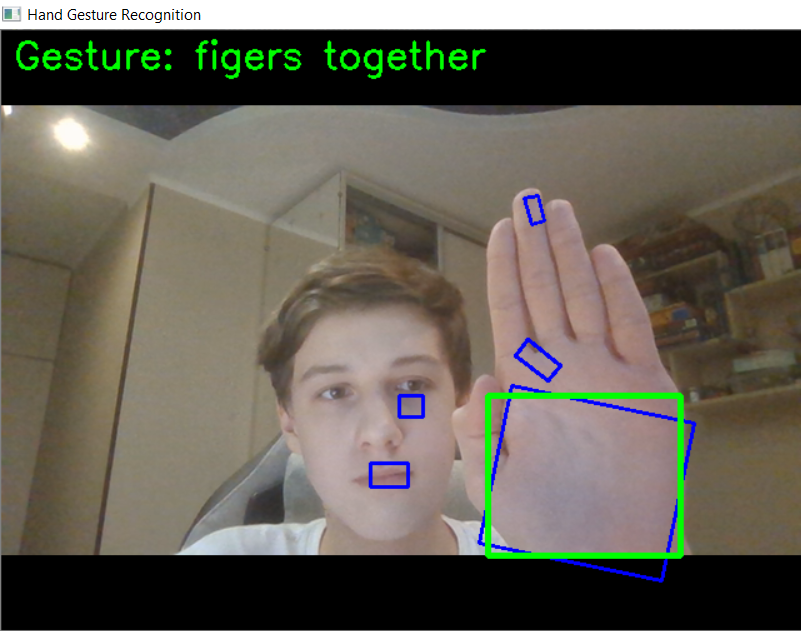 Hand Gesture Recognition
Gesture: figers together